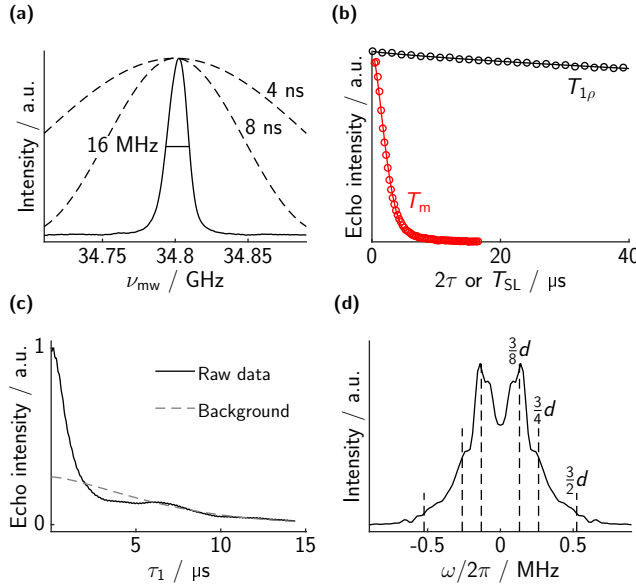 (a)
Intensity / a.u.
4 ns
8 ns
16 MHz
34.75 34.8 34.85
ν_mw / GHz
(b)
Echo intensity / a.u.
T_1ρ
T_m
0 20 40
2τ or T_SL / μs
(c)
Echo intensity / a.u.
1
0
Raw data
Background
5 10 15
τ_1 / μs
(d)
Intensity / a.u.
3/8 d
3/4 d
3/2 d
-0.5 0 0.5
ω/2π / MHz